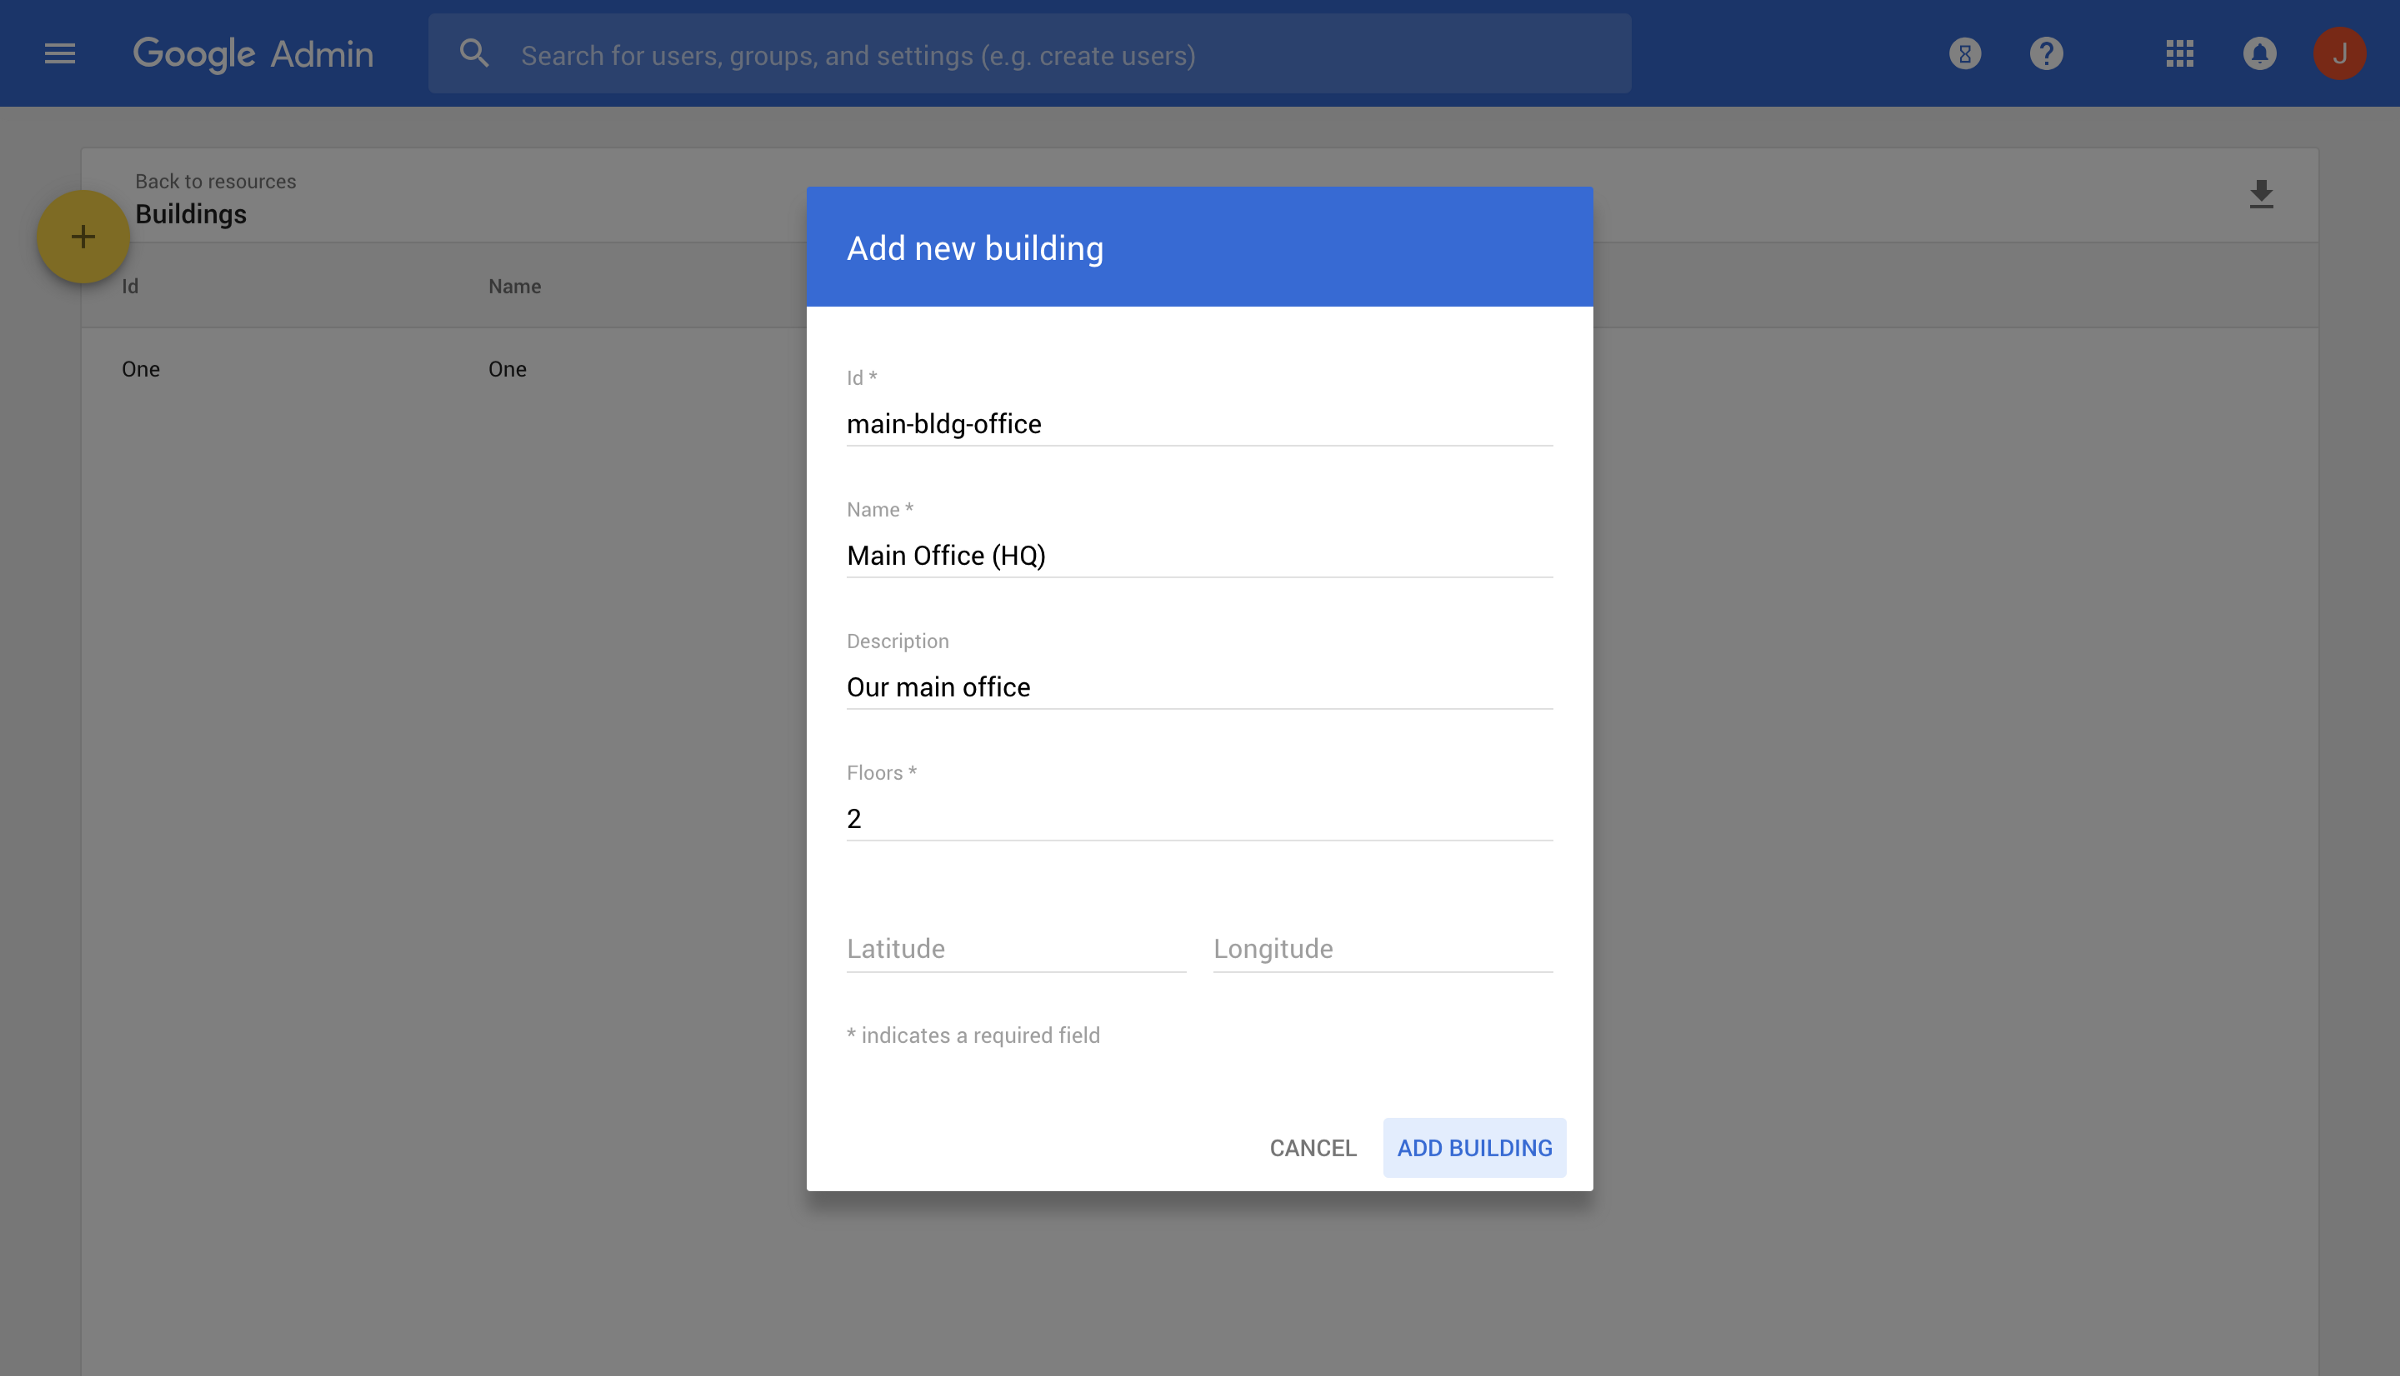 Google Admin
Search for users, groups, and settings (e.g. create users)
J
Back to resources
Buildings
Id Name
One One
Add new building
Id *
main-bldg-office
Name *
Main Office (HQ)
Description
Our main office
Floors *
2
Latitude Longitude
* indicates a required field
CANCEL ADD BUILDING